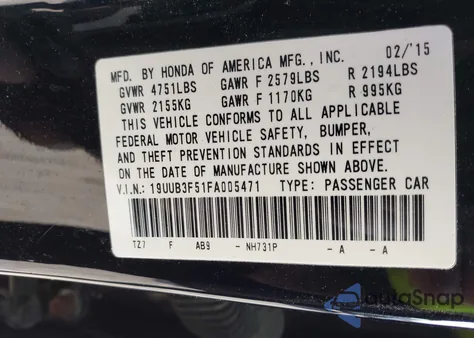 MFD. BY HONDA OF AMERICA MFG., INC. 02/15
GVWR 4751LBS GAWR F 2579LBS R 2194LBS
GVWR 2155KG GAWR F 1170KG R 995KG
THIS VEHICLE CONFORMS TO ALL APPLICABLE
FEDERAL MOTOR VEHICLE SAFETY, BUMPER,
AND THEFT PREVENTION STANDARDS IN EFFECT
ON THE DATE OF MANUFACTURE SHOWN ABOVE.
V.I.N.: 19UUB3F51FA005471 TYPE: PASSENGER CAR
TZ7 F AB9 - NH731P - A - A
autoSnap